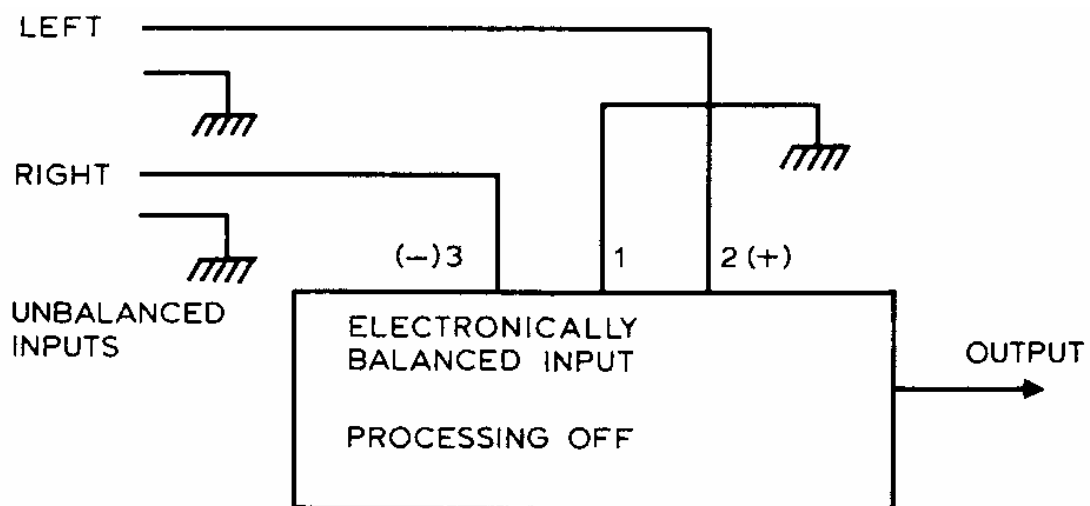 LEFT
RIGHT
(-)3
1
2(+)
UNBALANCED
INPUTS
ELECTRONICALLY
BALANCED INPUT
OUTPUT
PROCESSING OFF